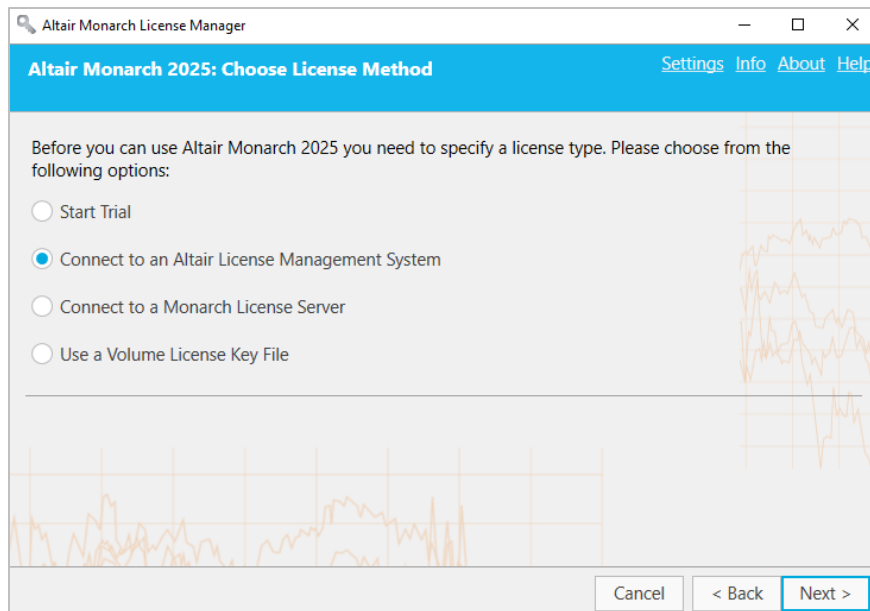 Altair Monarch License Manager
Altair Monarch 2025: Choose License Method
Settings Info About Help
Before you can use Altair Monarch 2025 you need to specify a license type. Please choose from the
following options:
Start Trial
Connect to an Altair License Management System
Connect to a Monarch License Server
Use a Volume License Key File
Cancel
< Back
Next >